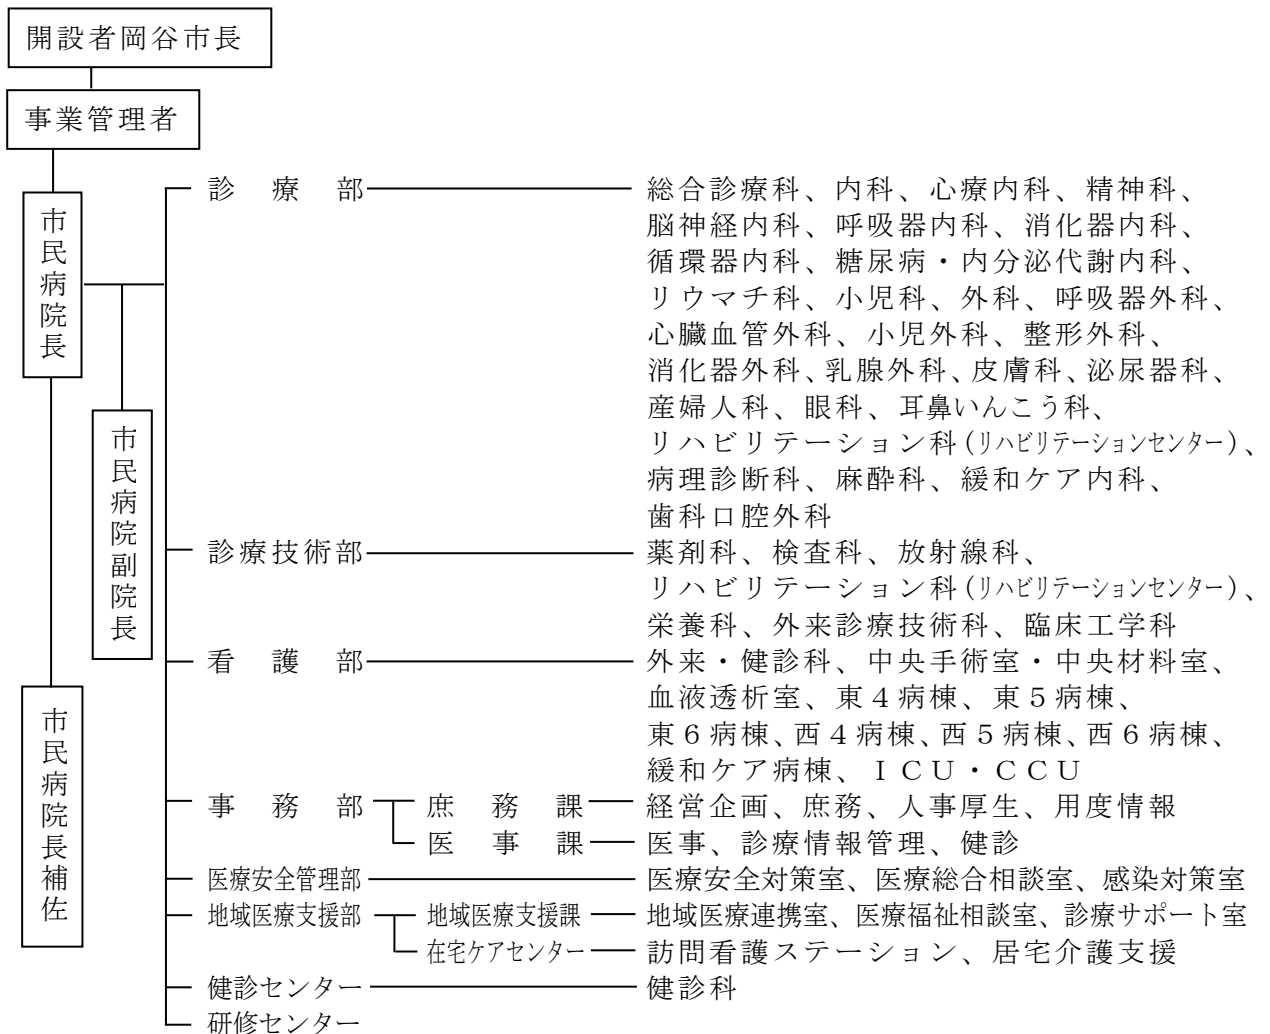 開設者岡谷市長
事業管理者
市民病院長
市民病院副院長
市民病院長補佐
診療部 総合診療科、内科、心療内科、精神科、
脳神経内科、呼吸器内科、消化器内科、
循環器内科、糖尿病・内分泌代謝内科、
リウマチ科、小児科、外科、呼吸器外科、
心臓血管外科、小児外科、整形外科、
消化器外科、乳腺外科、皮膚科、泌尿器科、
産婦人科、眼科、耳鼻いんこう科、
リハビリテーション科(リハビリテーションセンター)、
病理診断科、麻酔科、緩和ケア内科、
歯科口腔外科
診療技術部 薬剤科、検査科、放射線科、
リハビリテーション科(リハビリテーションセンター)、
栄養科、外来診療技術科、臨床工学科
看護部 外来・健診科、中央手術室・中央材料室、
血液透析室、東4病棟、東5病棟、
東6病棟、西4病棟、西5病棟、西6病棟、
緩和ケア病棟、ICU・CCU
事務部 庶務課 経営企画、庶務、人事厚生、用度情報
医事課 医事、診療情報管理、健診
医療安全管理部 医療安全対策室、医療総合相談室、感染対策室
地域医療支援部 地域医療支援課 地域医療連携室、医療福祉相談室、診療サポート室
在宅ケアセンター 訪問看護ステーション、居宅介護支援
健診センター 健診科
研修センター